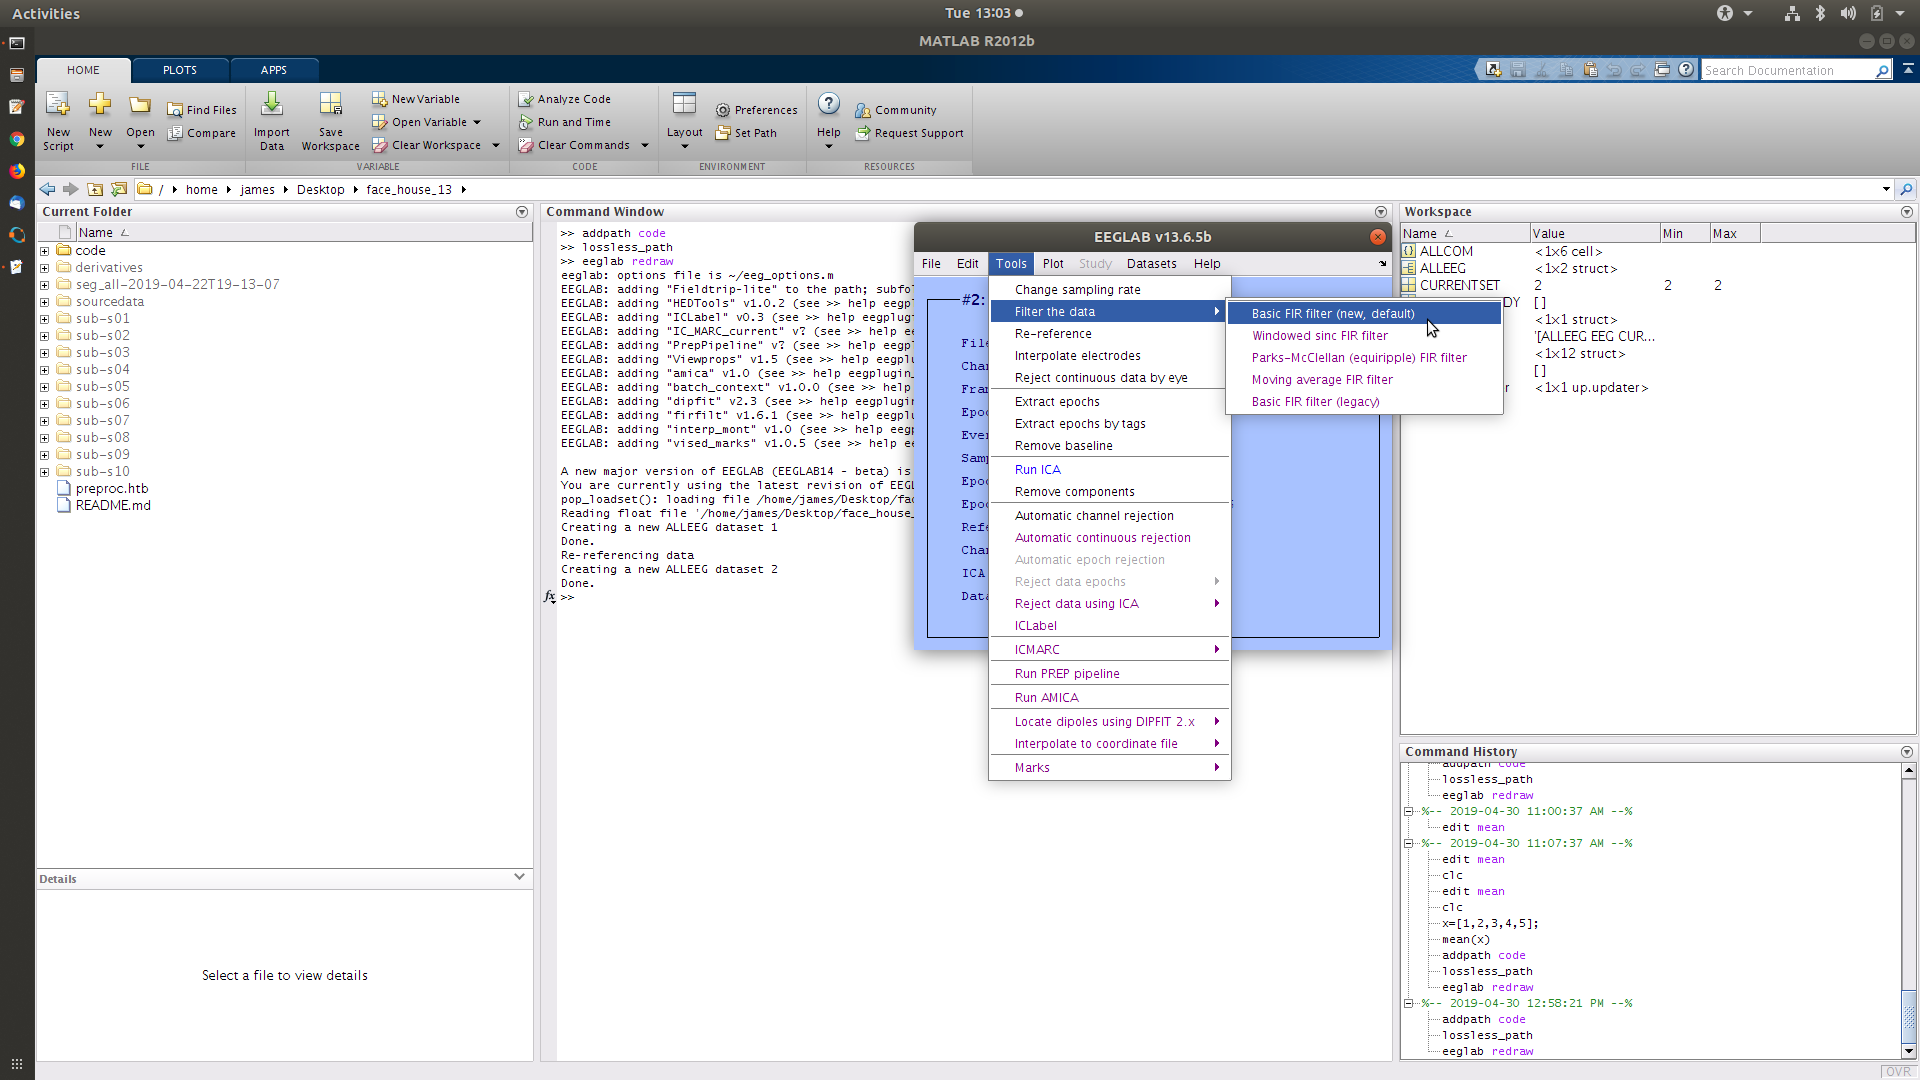 Activities
Tue 13:03
MATLAB R2012b
HOME
PLOTS
APPS
Search Documentation
New Script
New
Open
Find Files
Compare
FILE
Import Data
Save Workspace
New Variable
Open Variable
Clear Workspace
VARIABLE
Analyze Code
Run and Time
Clear Commands
CODE
Layout
Preferences
Set Path
ENVIRONMENT
Help
Community
Request Support
RESOURCES
/ home james Desktop face_house_13
Current Folder
Name
code
derivatives
seg_all-2019-04-22T19-13-07
sourcedata
sub-s01
sub-s02
sub-s03
sub-s04
sub-s05
sub-s06
sub-s07
sub-s08
sub-s09
sub-s10
preproc.htb
README.md
Details
Select a file to view details
Command Window
>> addpath code
>> lossless_path
>> eeglab redraw
eeglab: options file is ~/eeg_options.m
EEGLAB: adding "Fieldtrip-lite" to the path; subfol
EEGLAB: adding "HEDTools" v1.0.2 (see >> help eegpl
EEGLAB: adding "ICLabel" v0.3 (see >> help eegplugin
EEGLAB: adding "IC_MARC_current" v? (see >> help ee
EEGLAB: adding "PrepPipeline" v? (see >> help eegpl
EEGLAB: adding "Viewprops" v1.5 (see >> help eegplu
EEGLAB: adding "amica" v1.0 (see >> help eegplugin_
EEGLAB: adding "batch_context" v1.0.0 (see >> help
EEGLAB: adding "dipfit" v2.3 (see >> help eegplugin
EEGLAB: adding "firfilt" v1.6.1 (see >> help eegplu
EEGLAB: adding "interp_mont" v1.0 (see >> help eegp
EEGLAB: adding "vised_marks" v1.0.5 (see >> help ee
A new major version of EEGLAB (EEGLAB14 - beta) is
You are currently using the latest revision of EEGL
pop_loadset(): loading file /home/james/Desktop/fac
Reading float file '/home/james/Desktop/face_house_
Creating a new ALLEEG dataset 1
Done.
Re-referencing data
Creating a new ALLEEG dataset 2
Done.
fx >>
EEGLAB v13.6.5b
File Edit Tools Plot Study Datasets Help
#2:
File
Chan
Fram
Epoc
Even
Samp
Epoc
Epoc
Refe
Chan
ICA
Data
Change sampling rate
Filter the data
Re-reference
Interpolate electrodes
Reject continuous data by eye
Extract epochs
Extract epochs by tags
Remove baseline
Run ICA
Remove components
Automatic channel rejection
Automatic continuous rejection
Automatic epoch rejection
Reject data epochs
Reject data using ICA
ICLabel
ICMARC
Run PREP pipeline
Run AMICA
Locate dipoles using DIPFIT 2.x
Interpolate to coordinate file
Marks
Basic FIR filter (new, default)
Windowed sinc FIR filter
Parks-McClellan (equiripple) FIR filter
Moving average FIR filter
Basic FIR filter (legacy)
Workspace
Name Value Min Max
ALLCOM <1x6 cell>
ALLEEG <1x2 struct>
CURRENTSET 2 2 2
DY []
<1x1 struct>
'[ALLEEG EEG CUR...
<1x12 struct>
[]
r <1x1 up.updater>
Command History
addpath code
lossless_path
eeglab redraw
%-- 2019-04-30 11:00:37 AM --%
edit mean
%-- 2019-04-30 11:07:37 AM --%
edit mean
clc
edit mean
clc
x=[1,2,3,4,5];
mean(x)
addpath code
lossless_path
eeglab redraw
%-- 2019-04-30 12:58:21 PM --%
addpath code
lossless_path
eeglab redraw
OVR